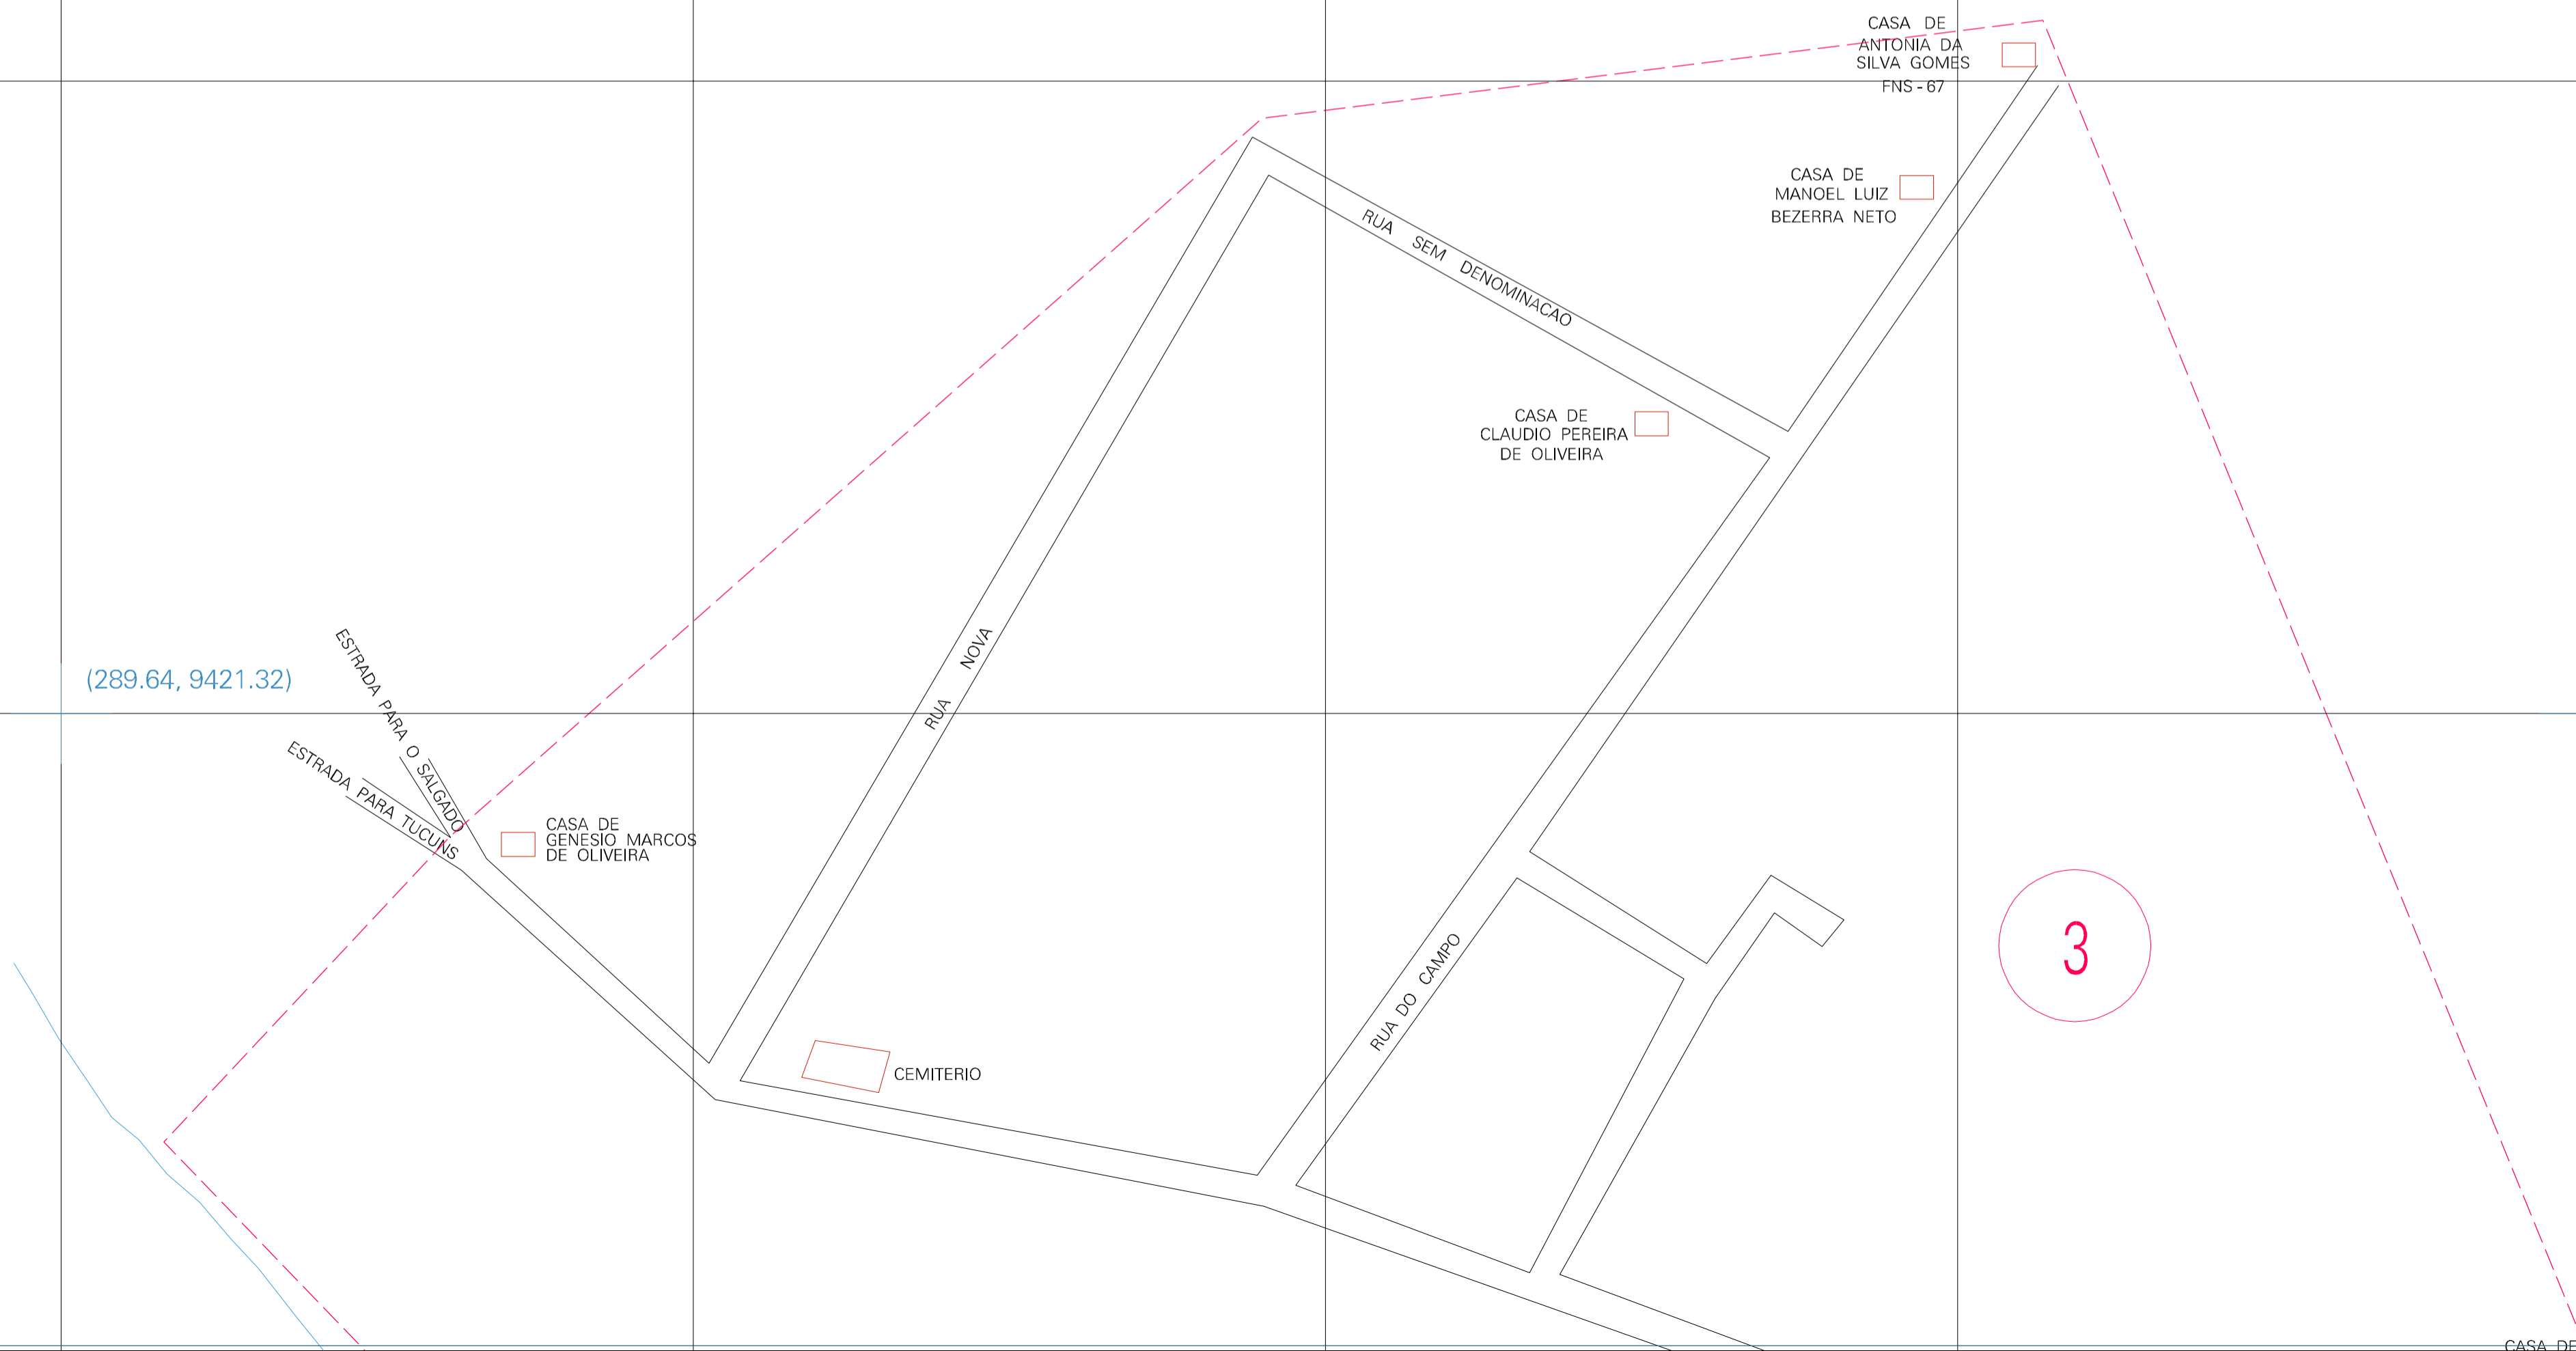 CASA DE
ANTONIA DA
SILVA GOMES
FNS - 67
CASA DE
MANOEL LUIZ
BEZERRA NETO
RUA SEM DENOMINACAO
CASA DE
CLAUDIO PEREIRA
DE OLIVEIRA
RUA NOVA
(289.64, 9421.32)
ESTRADA PARA O SALGADO
ESTRADA PARA TUCUNS
CASA DE
GENESIO MARCOS
DE OLIVEIRA
3
RUA DO CAMPO
CEMITERIO
CASA DE